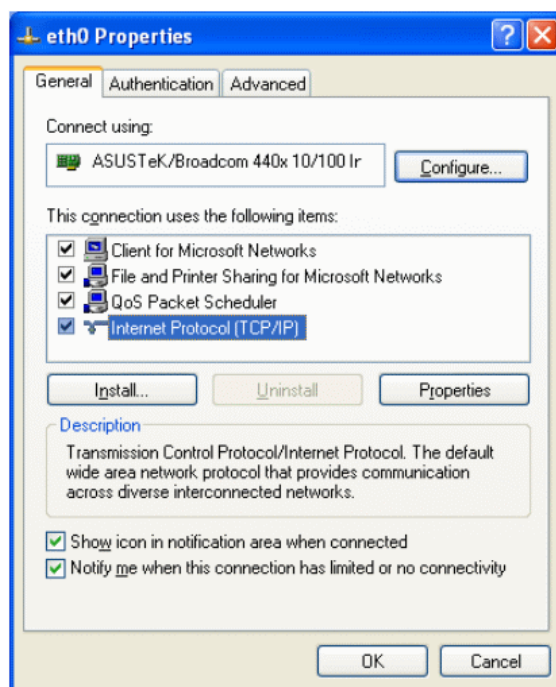 eth0 Properties
General Authentication Advanced
Connect using:
ASUSTeK/Broadcom 440x 10/100 Ir
Configure...
This connection uses the following items:
Client for Microsoft Networks
File and Printer Sharing for Microsoft Networks
QoS Packet Scheduler
Internet Protocol (TCP/IP)
Install... Uninstall Properties
Description
Transmission Control Protocol/Internet Protocol. The default
wide area network protocol that provides communication
across diverse interconnected networks.
Show icon in notification area when connected
Notify me when this connection has limited or no connectivity
OK Cancel